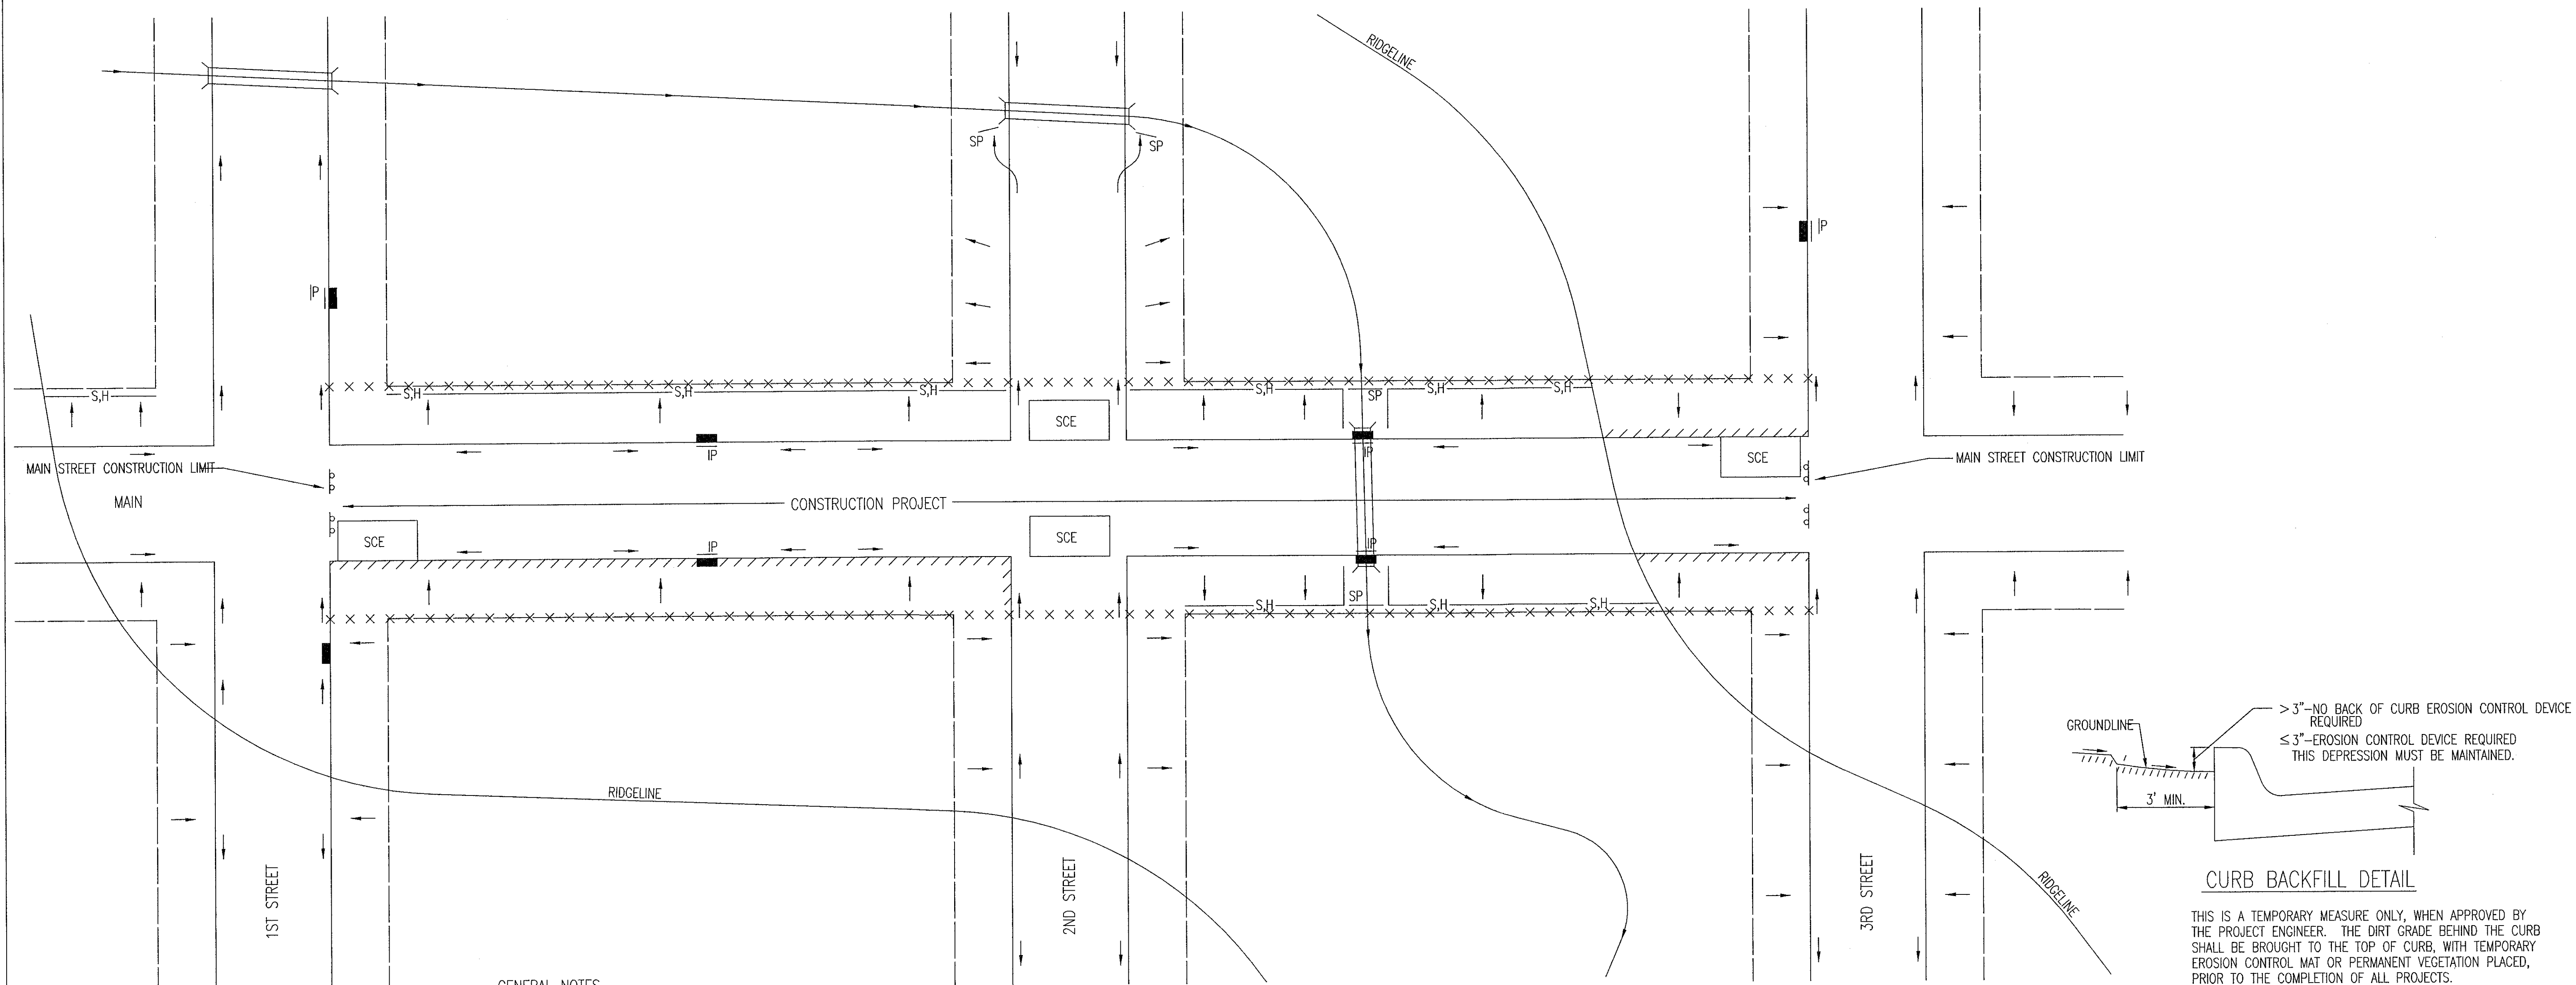 RIDGELINE
SP
SP
IP
IP
S,H
S,H
S,H
S,H
S,H
SP
S,H
S,H
SCE
IP
IP
SCE
MAIN STREET CONSTRUCTION LIMIT
MAIN STREET CONSTRUCTION LIMIT
MAIN
CONSTRUCTION PROJECT
SCE
SCE
IP
IP
S,H
SP
S,H
S,H
RIDGELINE
1ST STREET
2ND STREET
3RD STREET
RIDGELINE
GROUNDLINE
>3"-NO BACK OF CURB EROSION CONTROL DEVICE
REQUIRED
≤3"-EROSION CONTROL DEVICE REQUIRED
THIS DEPRESSION MUST BE MAINTAINED.
3' MIN.
CURB BACKFILL DETAIL
THIS IS A TEMPORARY MEASURE ONLY, WHEN APPROVED BY
THE PROJECT ENGINEER. THE DIRT GRADE BEHIND THE CURB
SHALL BE BROUGHT TO THE TOP OF CURB, WITH TEMPORARY
EROSION CONTROL MAT OR PERMANENT VEGETATION PLACED,
PRIOR TO THE COMPLETION OF ALL PROJECTS.
GENERAL NOTES